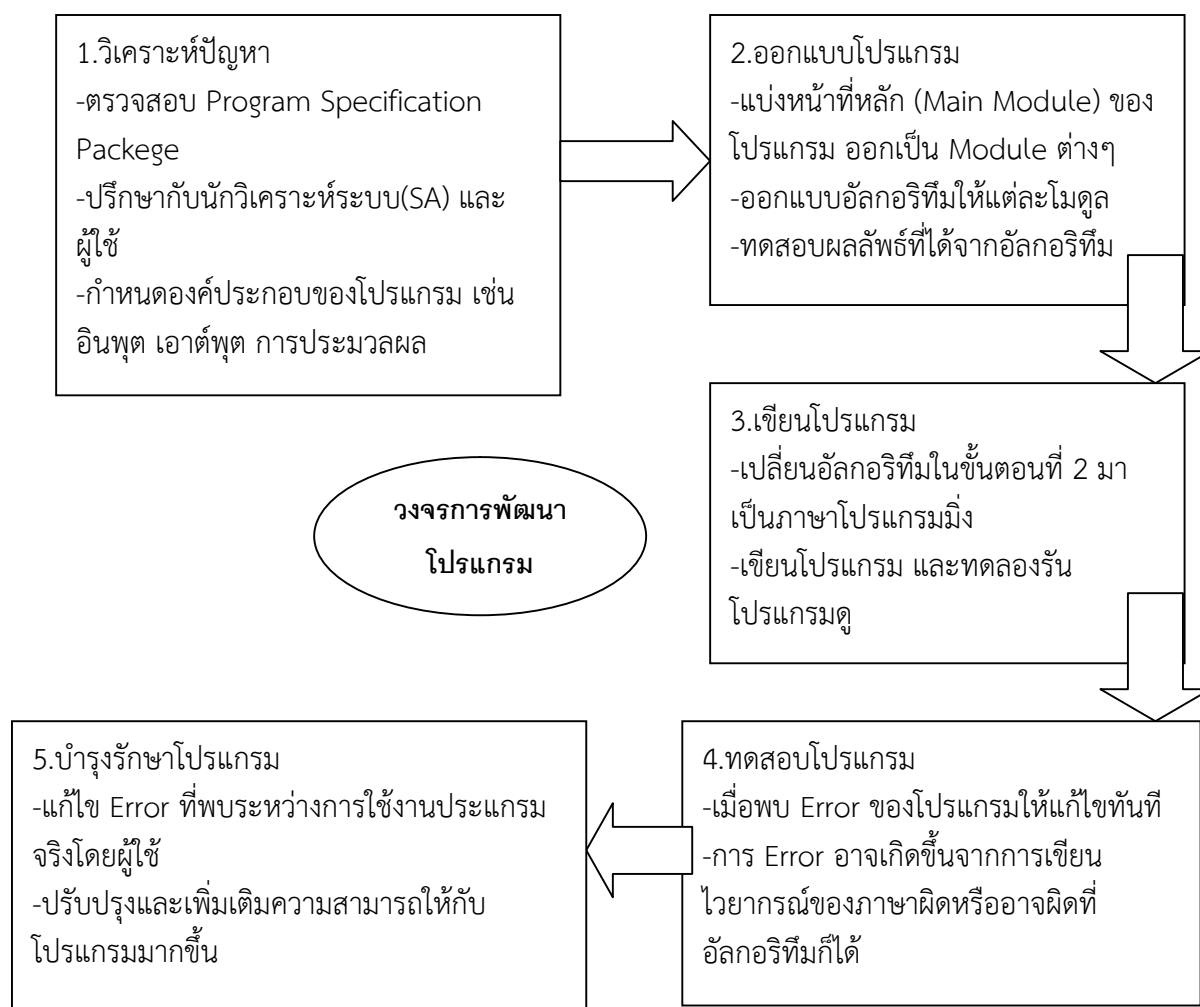 1.วิเคราะห์ปัญหา
-ตรวจสอบ Program Specification
Packege
-ปรึกษากับนักวิเคราะห์ระบบ(SA) และ
ผู้ใช้
-กำหนดองค์ประกอบของโปรแกรม เช่น
อินพุต เอาต์พุต การประมวลผล
2.ออกแบบโปรแกรม
-แบ่งหน้าที่หลัก (Main Module) ของ
โปรแกรม ออกเป็น Module ต่างๆ
-ออกแบบอัลกอริทึมให้แต่ละโมดูล
-ทดสอบผลลัพธ์ที่ได้จากอัลกอริทึม
3.เขียนโปรแกรม
-เปลี่ยนอัลกอริทึมในขั้นตอนที่ 2 มา
เป็นภาษาโปรแกรมมิ่ง
-เขียนโปรแกรม และทดลองรัน
โปรแกรมดู
วงจรการพัฒนา
โปรแกรม
4.ทดสอบโปรแกรม
-เมื่อพบ Error ของโปรแกรมให้แก้ไขทันที
-การ Error อาจเกิดขึ้นจากการเขียน
ไวยากรณ์ของภาษาผิดหรืออาจผิดที่
อัลกอริทึมก็ได้
5.บำรุงรักษาโปรแกรม
-แก้ไข Error ที่พบระหว่างการใช้งานประแกรม
จริงโดยผู้ใช้
-ปรับปรุงและเพิ่มเติมความสามารถให้กับ
โปรแกรมมากขึ้น